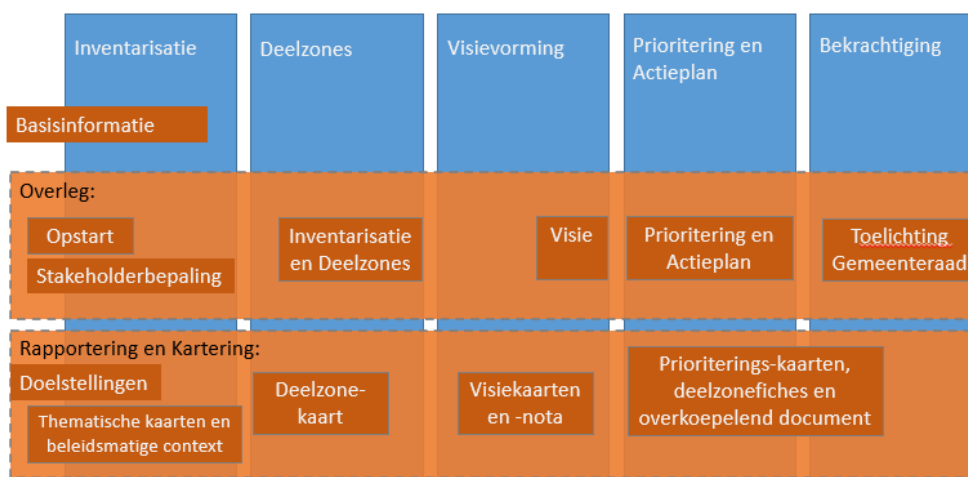 Inventarisatie
Deelzones
Visievorming
Prioritering en
Actieplan
Bekrachtiging
Basisinformatie
Overleg:
Opstart
Stakeholderbepaling
Inventarisatie
en Deelzones
Visie
Prioritering en
Actieplan
Toelichting
Gemeenteraad
Rapportering en Kartering:
Doelstellingen
Thematische kaarten en
beleidsmatige context
Deelzone-
kaart
Visiekaarten
en -nota
Prioriterings-kaarten,
deelzonefiches en
overkoepelend document